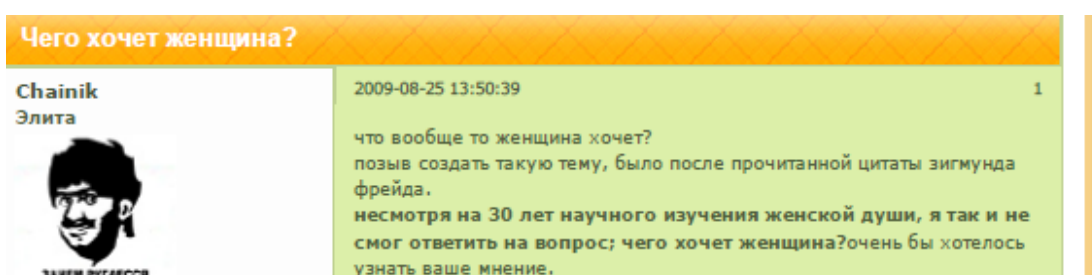 Чего хочет женщина?
Chainik
Элита
2009-08-25 13:50:39
1
что вообще то женщина хочет?
позыв создать такую тему, было после прочитанной цитаты зигмунда
фрейда.
несмотря на 30 лет научного изучения женской души, я так и не
смог ответить на вопрос; чего хочет женщина?очень бы хотелось
узнать ваше мнение.